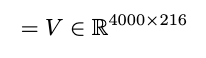 = V ∈ ℝ^{4000×216}